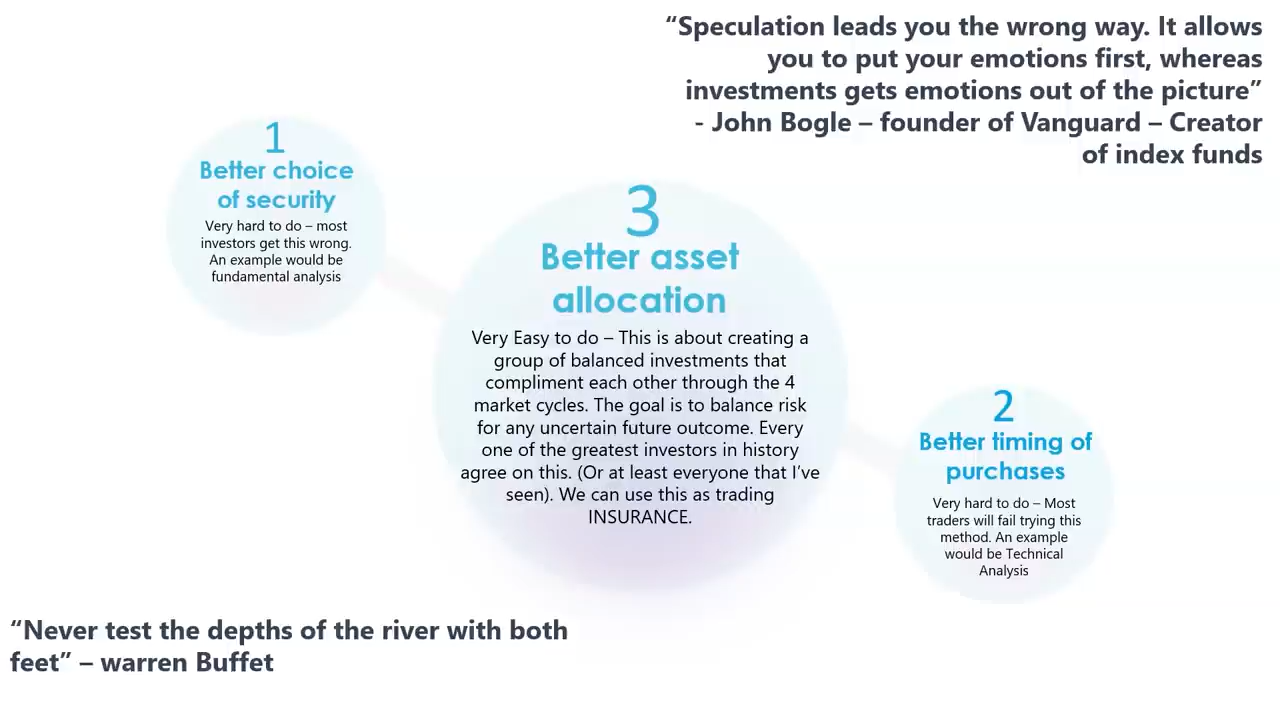 “Speculation leads you the wrong way. It allows
you to put your emotions first, whereas
investments gets emotions out of the picture”
- John Bogle – founder of Vanguard – Creator
of index funds
1
Better choice
of security
Very hard to do – most
investors get this wrong.
An example would be
fundamental analysis
3
Better asset
allocation
Very Easy to do – This is about creating a
group of balanced investments that
compliment each other through the 4
market cycles. The goal is to balance risk
for any uncertain future outcome. Every
one of the greatest investors in history
agree on this. (Or at least everyone that I’ve
seen). We can use this as trading
INSURANCE.
2
Better timing of
purchases
Very hard to do – Most
traders will fail trying this
method. An example
would be Technical
Analysis
“Never test the depths of the river with both
feet” – warren Buffet